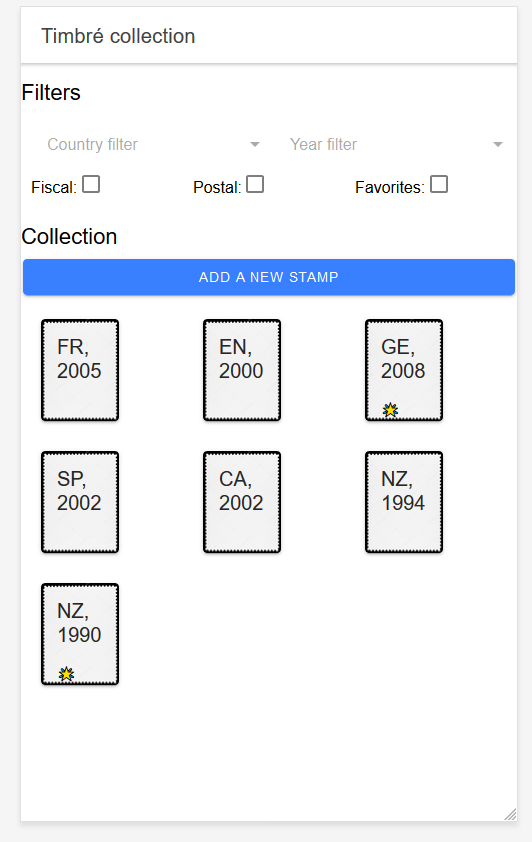 Timbré collection
Filters
Country filter Year filter
Fiscal: Postal: Favorites:
Collection
ADD A NEW STAMP
FR,
2005
EN,
2000
GE,
2008
SP,
2002
CA,
2002
NZ,
1994
NZ,
1990